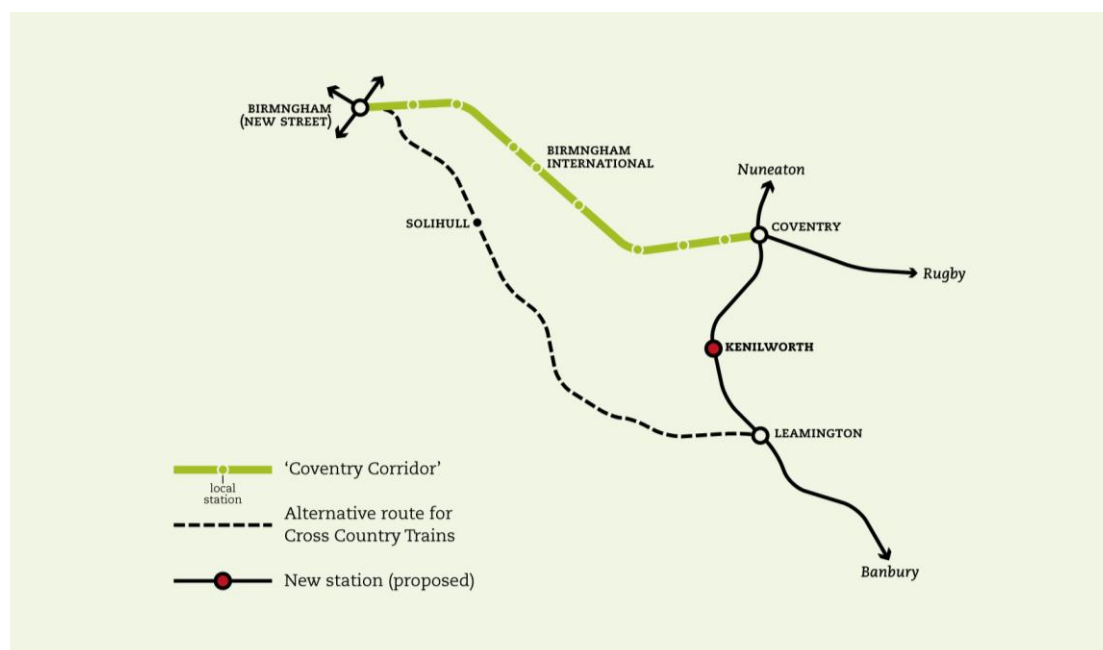 BIRMNGHAM
(NEW STREET)
BIRMNGHAM
INTERNATIONAL
Nuneaton
SOLIHULL
COVENTRY
Rugby
KENILWORTH
LEAMINGTON
Banbury
‘Coventry Corridor’
local
station
Alternative route for
Cross Country Trains
New station (proposed)